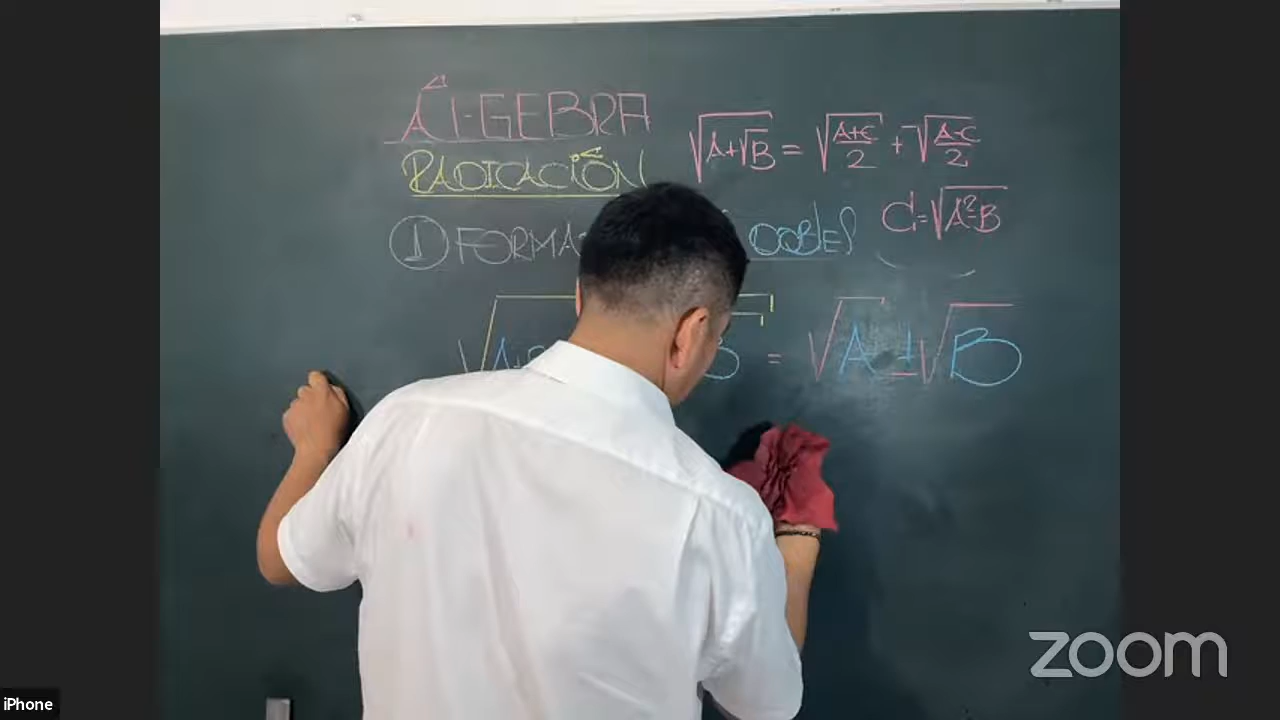 ÁLGEBRA
RADICACIÓN
① FORMA DOBLES
√(A+√B) = √((A+C)/2) + √((A-C)/2)
C=√(A²-B)
B = √A ± √B
zoom
iPhone